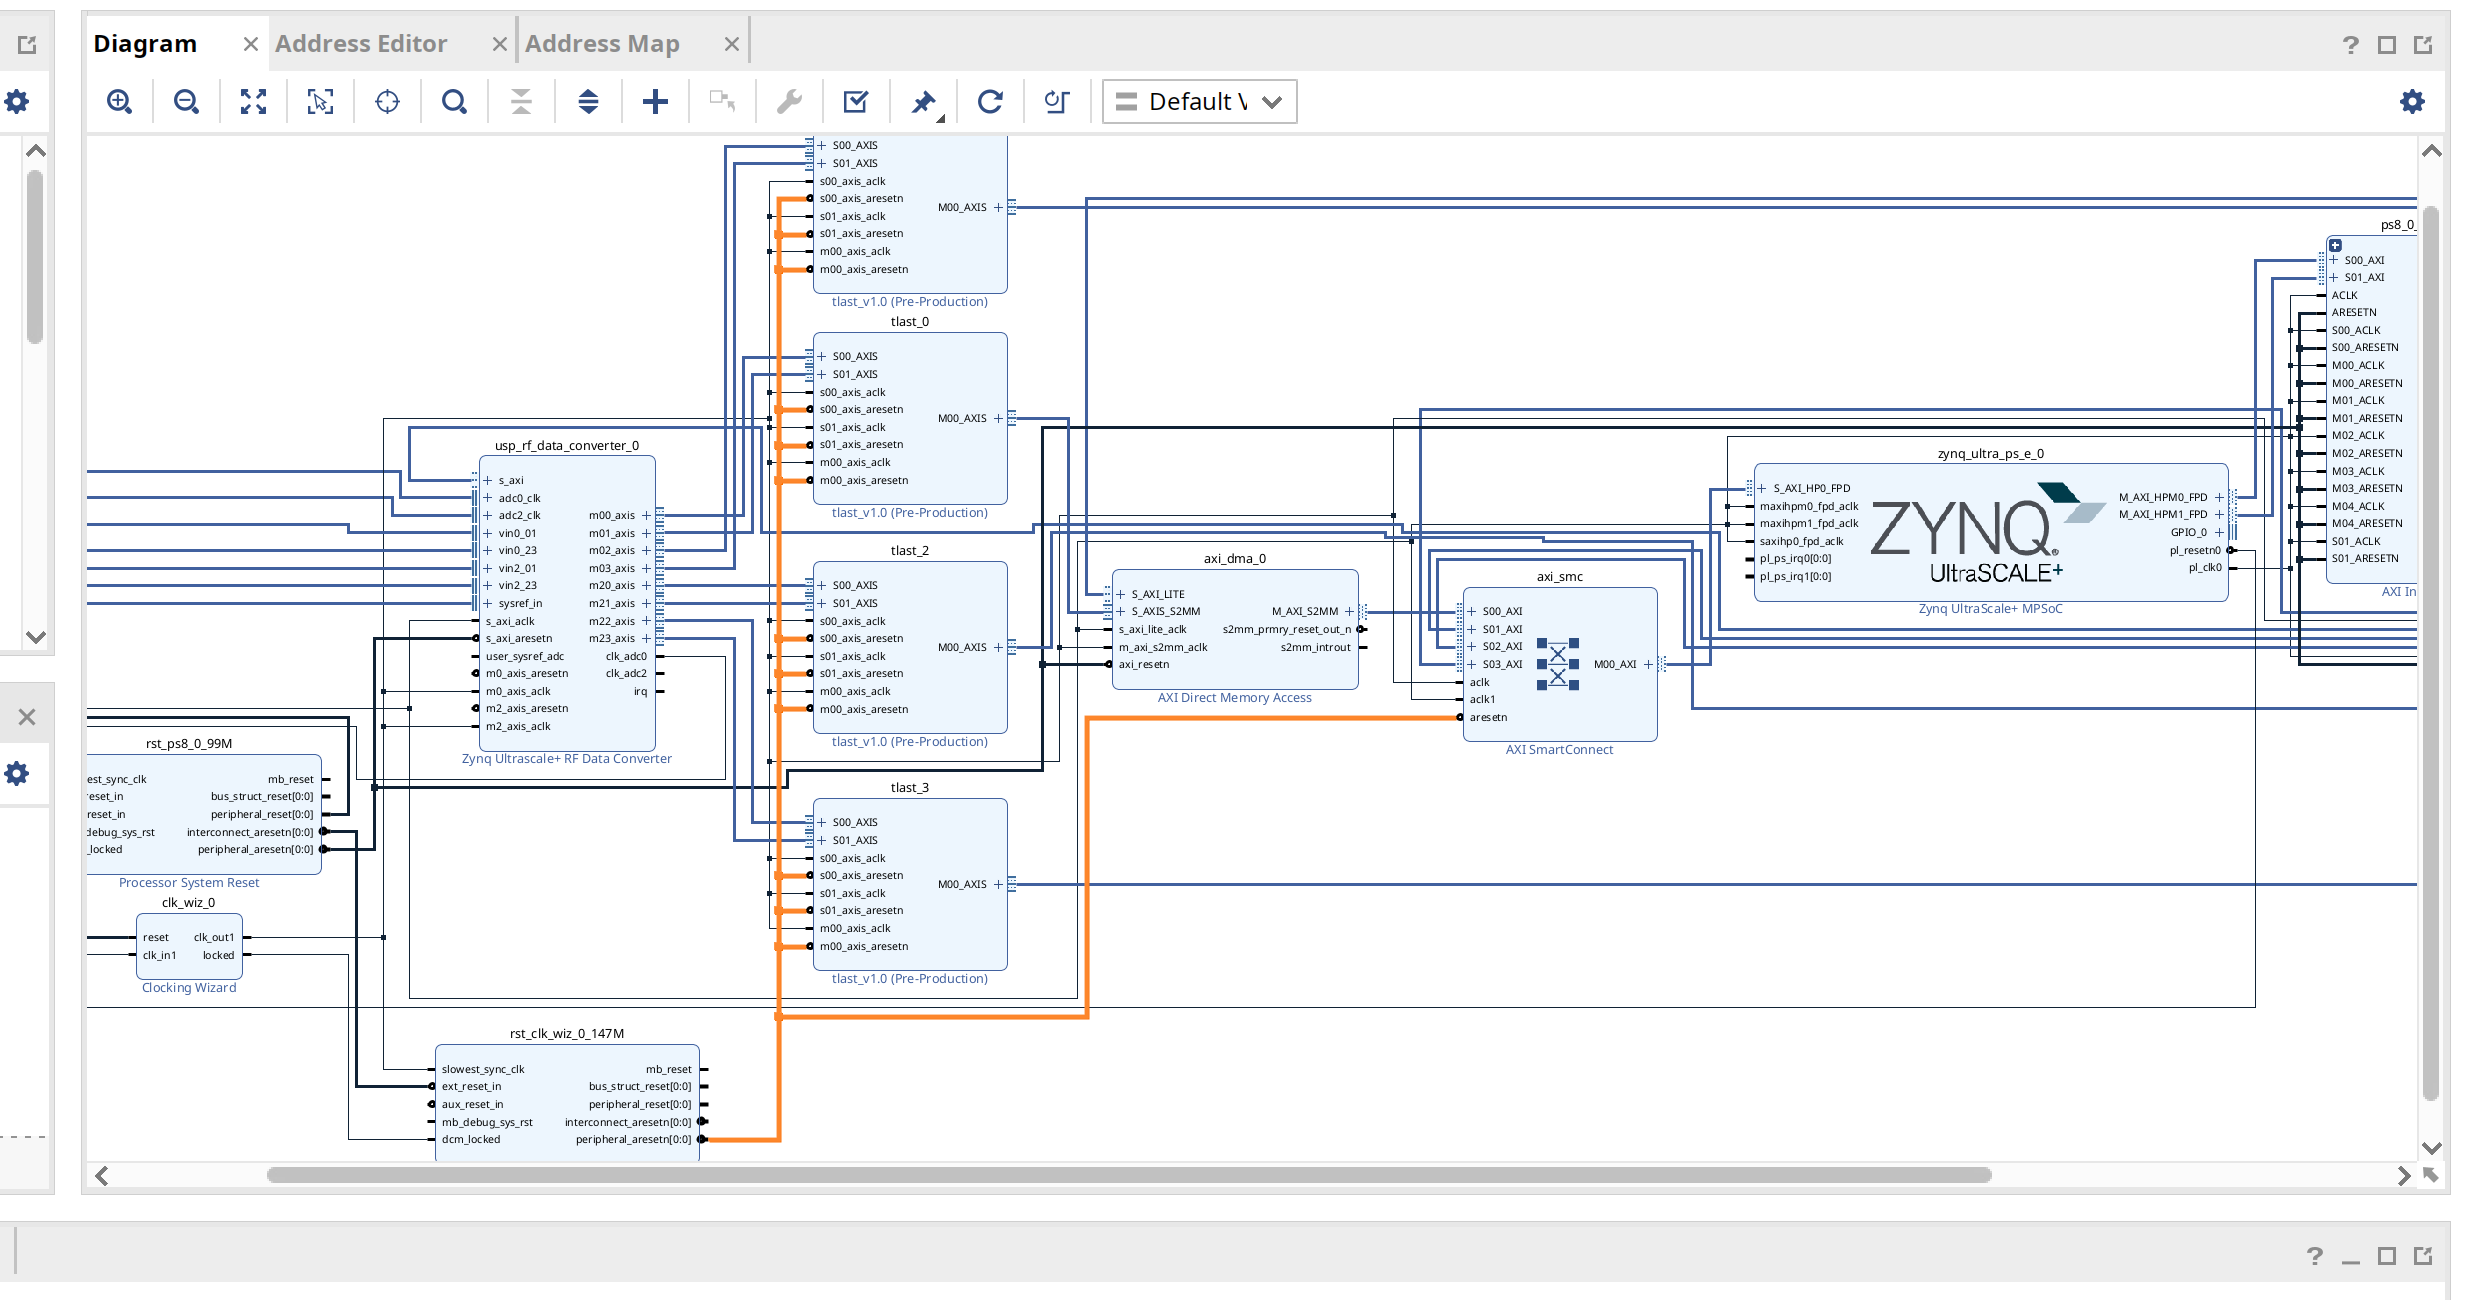 Diagram
Address Editor
Address Map
Default
S00_AXIS
S01_AXIS
s00_axis_aclk
s00_axis_aresetn
s01_axis_aclk
s01_axis_aresetn
m00_axis_aclk
m00_axis_aresetn
M00_AXIS
tlast_v1.0 (Pre-Production)
tlast_0
S00_AXIS
S01_AXIS
s00_axis_aclk
s00_axis_aresetn
s01_axis_aclk
s01_axis_aresetn
m00_axis_aclk
m00_axis_aresetn
M00_AXIS
tlast_v1.0 (Pre-Production)
usp_rf_data_converter_0
s_axi
adc0_clk
adc2_clk
vin0_01
vin0_23
vin2_01
vin2_23
sysref_in
s_axi_aclk
s_axi_aresetn
user_sysref_adc
m0_axis_aresetn
m0_axis_aclk
m2_axis_aresetn
m2_axis_aclk
m00_axis
m01_axis
m02_axis
m03_axis
m20_axis
m21_axis
m22_axis
m23_axis
clk_adc0
clk_adc2
irq
Zynq Ultrascale+ RF Data Converter
tlast_2
S00_AXIS
S01_AXIS
s00_axis_aclk
s00_axis_aresetn
s01_axis_aclk
s01_axis_aresetn
m00_axis_aclk
m00_axis_aresetn
M00_AXIS
tlast_v1.0 (Pre-Production)
axi_dma_0
S_AXI_LITE
S_AXIS_S2MM
s_axi_lite_aclk
m_axi_s2mm_aclk
axi_resetn
M_AXI_S2MM
s2mm_prmry_reset_out_n
s2mm_introut
AXI Direct Memory Access
axi_smc
S00_AXI
S01_AXI
S02_AXI
S03_AXI
aclk
aclk1
aresetn
M00_AXI
AXI SmartConnect
zynq_ultra_ps_e_0
S_AXI_HP0_FPD
maxihpm0_fpd_aclk
maxihpm1_fpd_aclk
saxihp0_fpd_aclk
pl_ps_irq0[0:0]
pl_ps_irq1[0:0]
ZYNQ
UltraSCALE+
M_AXI_HPM0_FPD
M_AXI_HPM1_FPD
GPIO_0
pl_resetn0
pl_clk0
Zynq UltraScale+ MPSoC
ps8_0_
S00_AXI
S01_AXI
ACLK
ARESETN
S00_ACLK
S00_ARESETN
M00_ACLK
M00_ARESETN
M01_ACLK
M01_ARESETN
M02_ACLK
M02_ARESETN
M03_ACLK
M03_ARESETN
M04_ACLK
M04_ARESETN
S01_ACLK
S01_ARESETN
AXI In
rst_ps8_0_99M
est_sync_clk
eset_in
reset_in
debug_sys_rst
_locked
mb_reset
bus_struct_reset[0:0]
peripheral_reset[0:0]
interconnect_aresetn[0:0]
peripheral_aresetn[0:0]
Processor System Reset
clk_wiz_0
reset
clk_in1
clk_out1
locked
Clocking Wizard
tlast_3
S00_AXIS
S01_AXIS
s00_axis_aclk
s00_axis_aresetn
s01_axis_aclk
s01_axis_aresetn
m00_axis_aclk
m00_axis_aresetn
M00_AXIS
tlast_v1.0 (Pre-Production)
rst_clk_wiz_0_147M
slowest_sync_clk
ext_reset_in
aux_reset_in
mb_debug_sys_rst
dcm_locked
mb_reset
bus_struct_reset[0:0]
peripheral_reset[0:0]
interconnect_aresetn[0:0]
peripheral_aresetn[0:0]